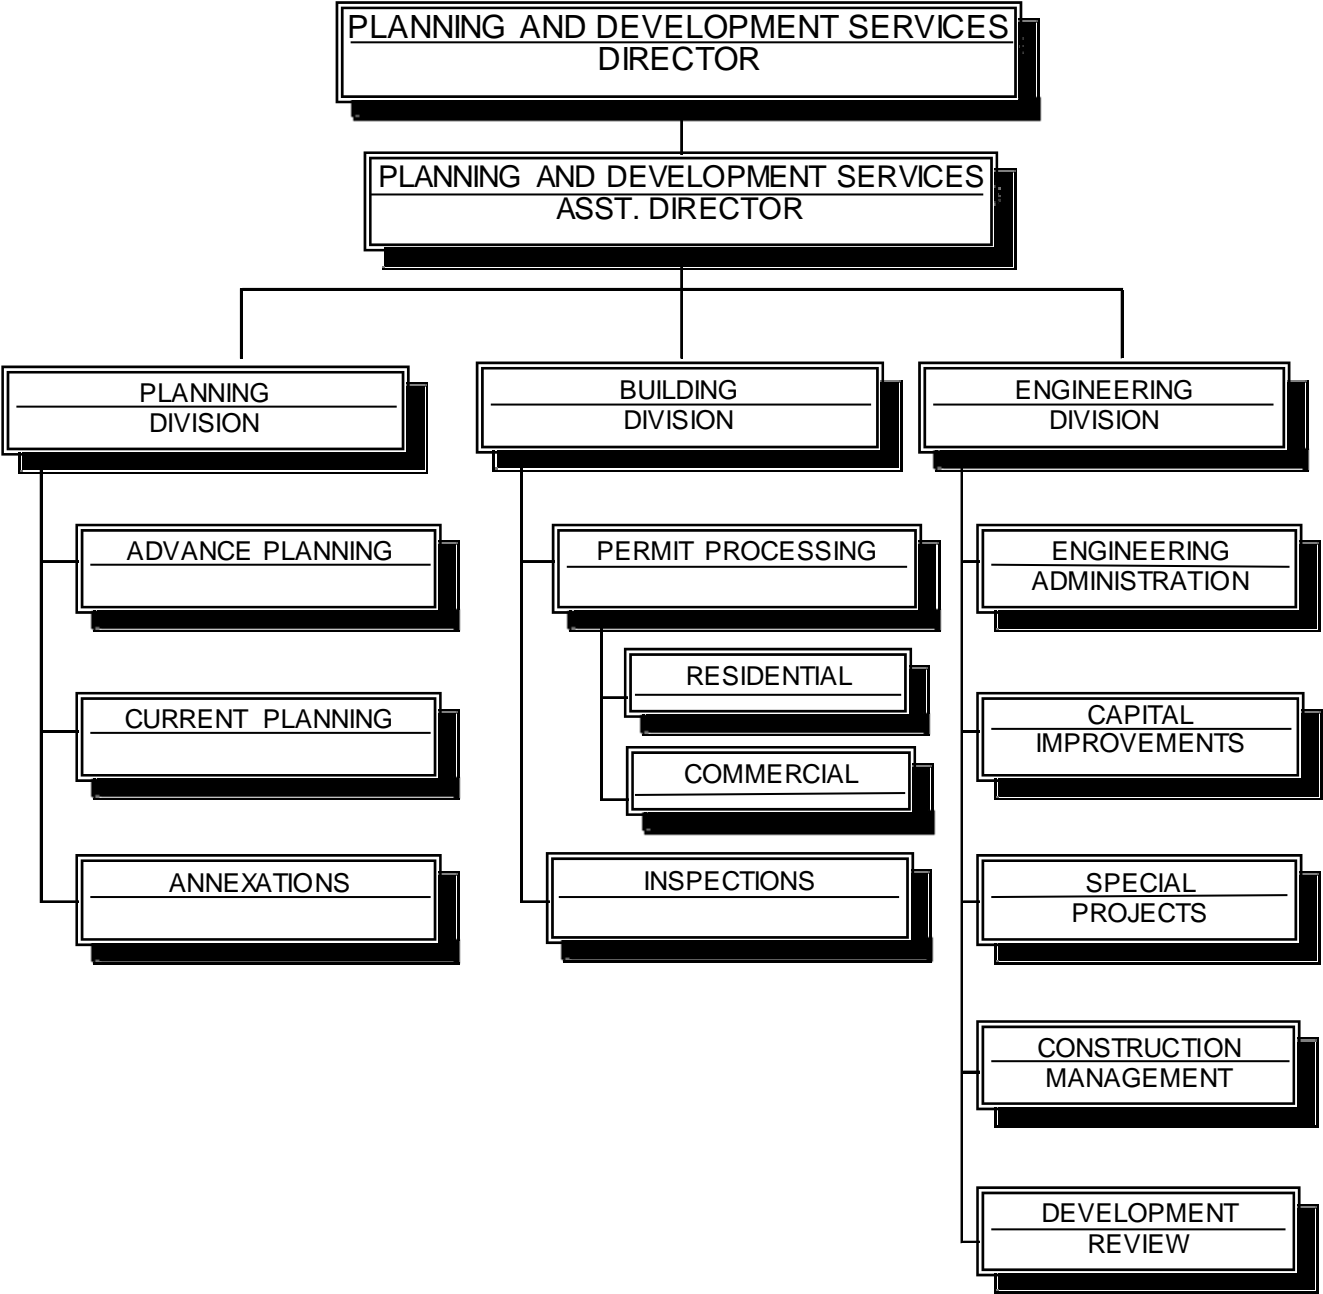 PLANNING AND DEVELOPMENT SERVICES
DIRECTOR
PLANNING AND DEVELOPMENT SERVICES
ASST. DIRECTOR
PLANNING
DIVISION
ADVANCE PLANNING
CURRENT PLANNING
ANNEXATIONS
BUILDING
DIVISION
PERMIT PROCESSING
RESIDENTIAL
COMMERCIAL
INSPECTIONS
ENGINEERING
DIVISION
ENGINEERING
ADMINISTRATION
CAPITAL
IMPROVEMENTS
SPECIAL
PROJECTS
CONSTRUCTION
MANAGEMENT
DEVELOPMENT
REVIEW